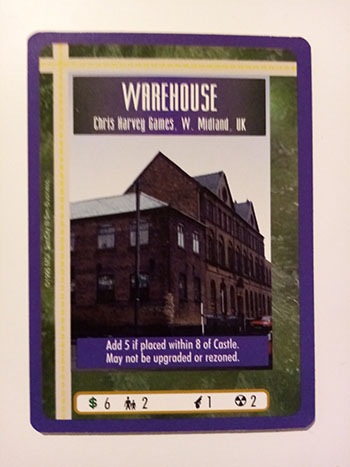 WAREHOUSE
Chris Harvey Games, W. Midland, UK
Add 5 if placed within 8 of Castle.
May not be upgraded or rezoned.
$ 6 2 1 2